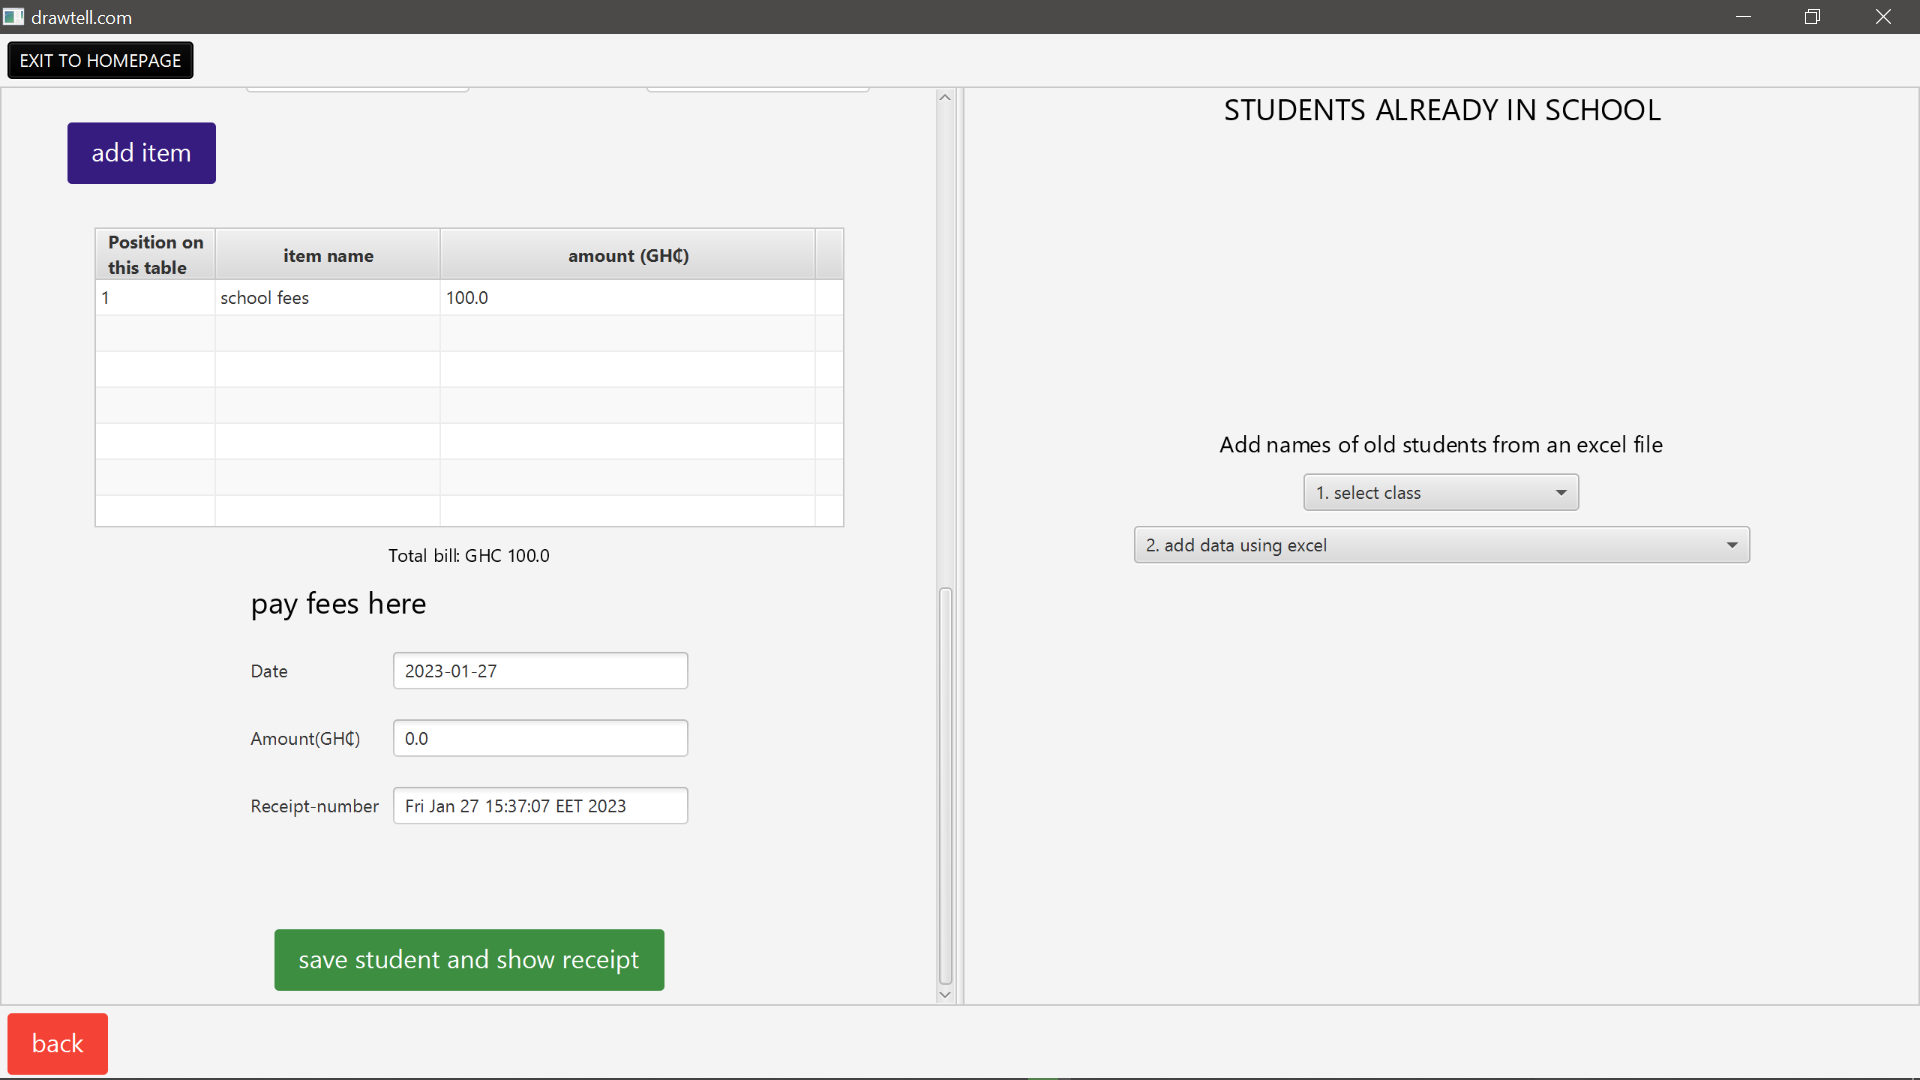 drawtell.com
EXIT TO HOMEPAGE
add item
Position on this table
item name
amount (GH₵)
1
school fees
100.0
Total bill: GHC 100.0
pay fees here
Date
2023-01-27
Amount(GH₵)
0.0
Receipt-number
Fri Jan 27 15:37:07 EET 2023
save student and show receipt
back
STUDENTS ALREADY IN SCHOOL
Add names of old students from an excel file
1. select class
2. add data using excel